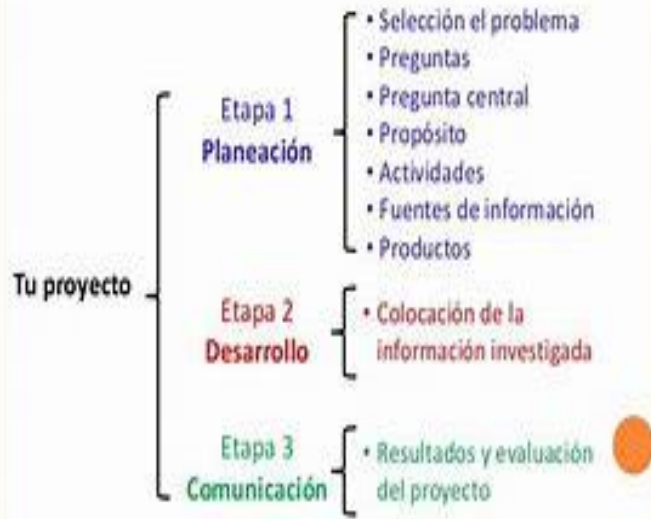 Tu proyecto
Etapa 1
Planeación
• Selección el problema
• Preguntas
• Pregunta central
• Propósito
• Actividades
• Fuentes de información
• Productos
Etapa 2
Desarrollo
• Colocación de la
información investigada
Etapa 3
Comunicación
• Resultados y evaluación
del proyecto